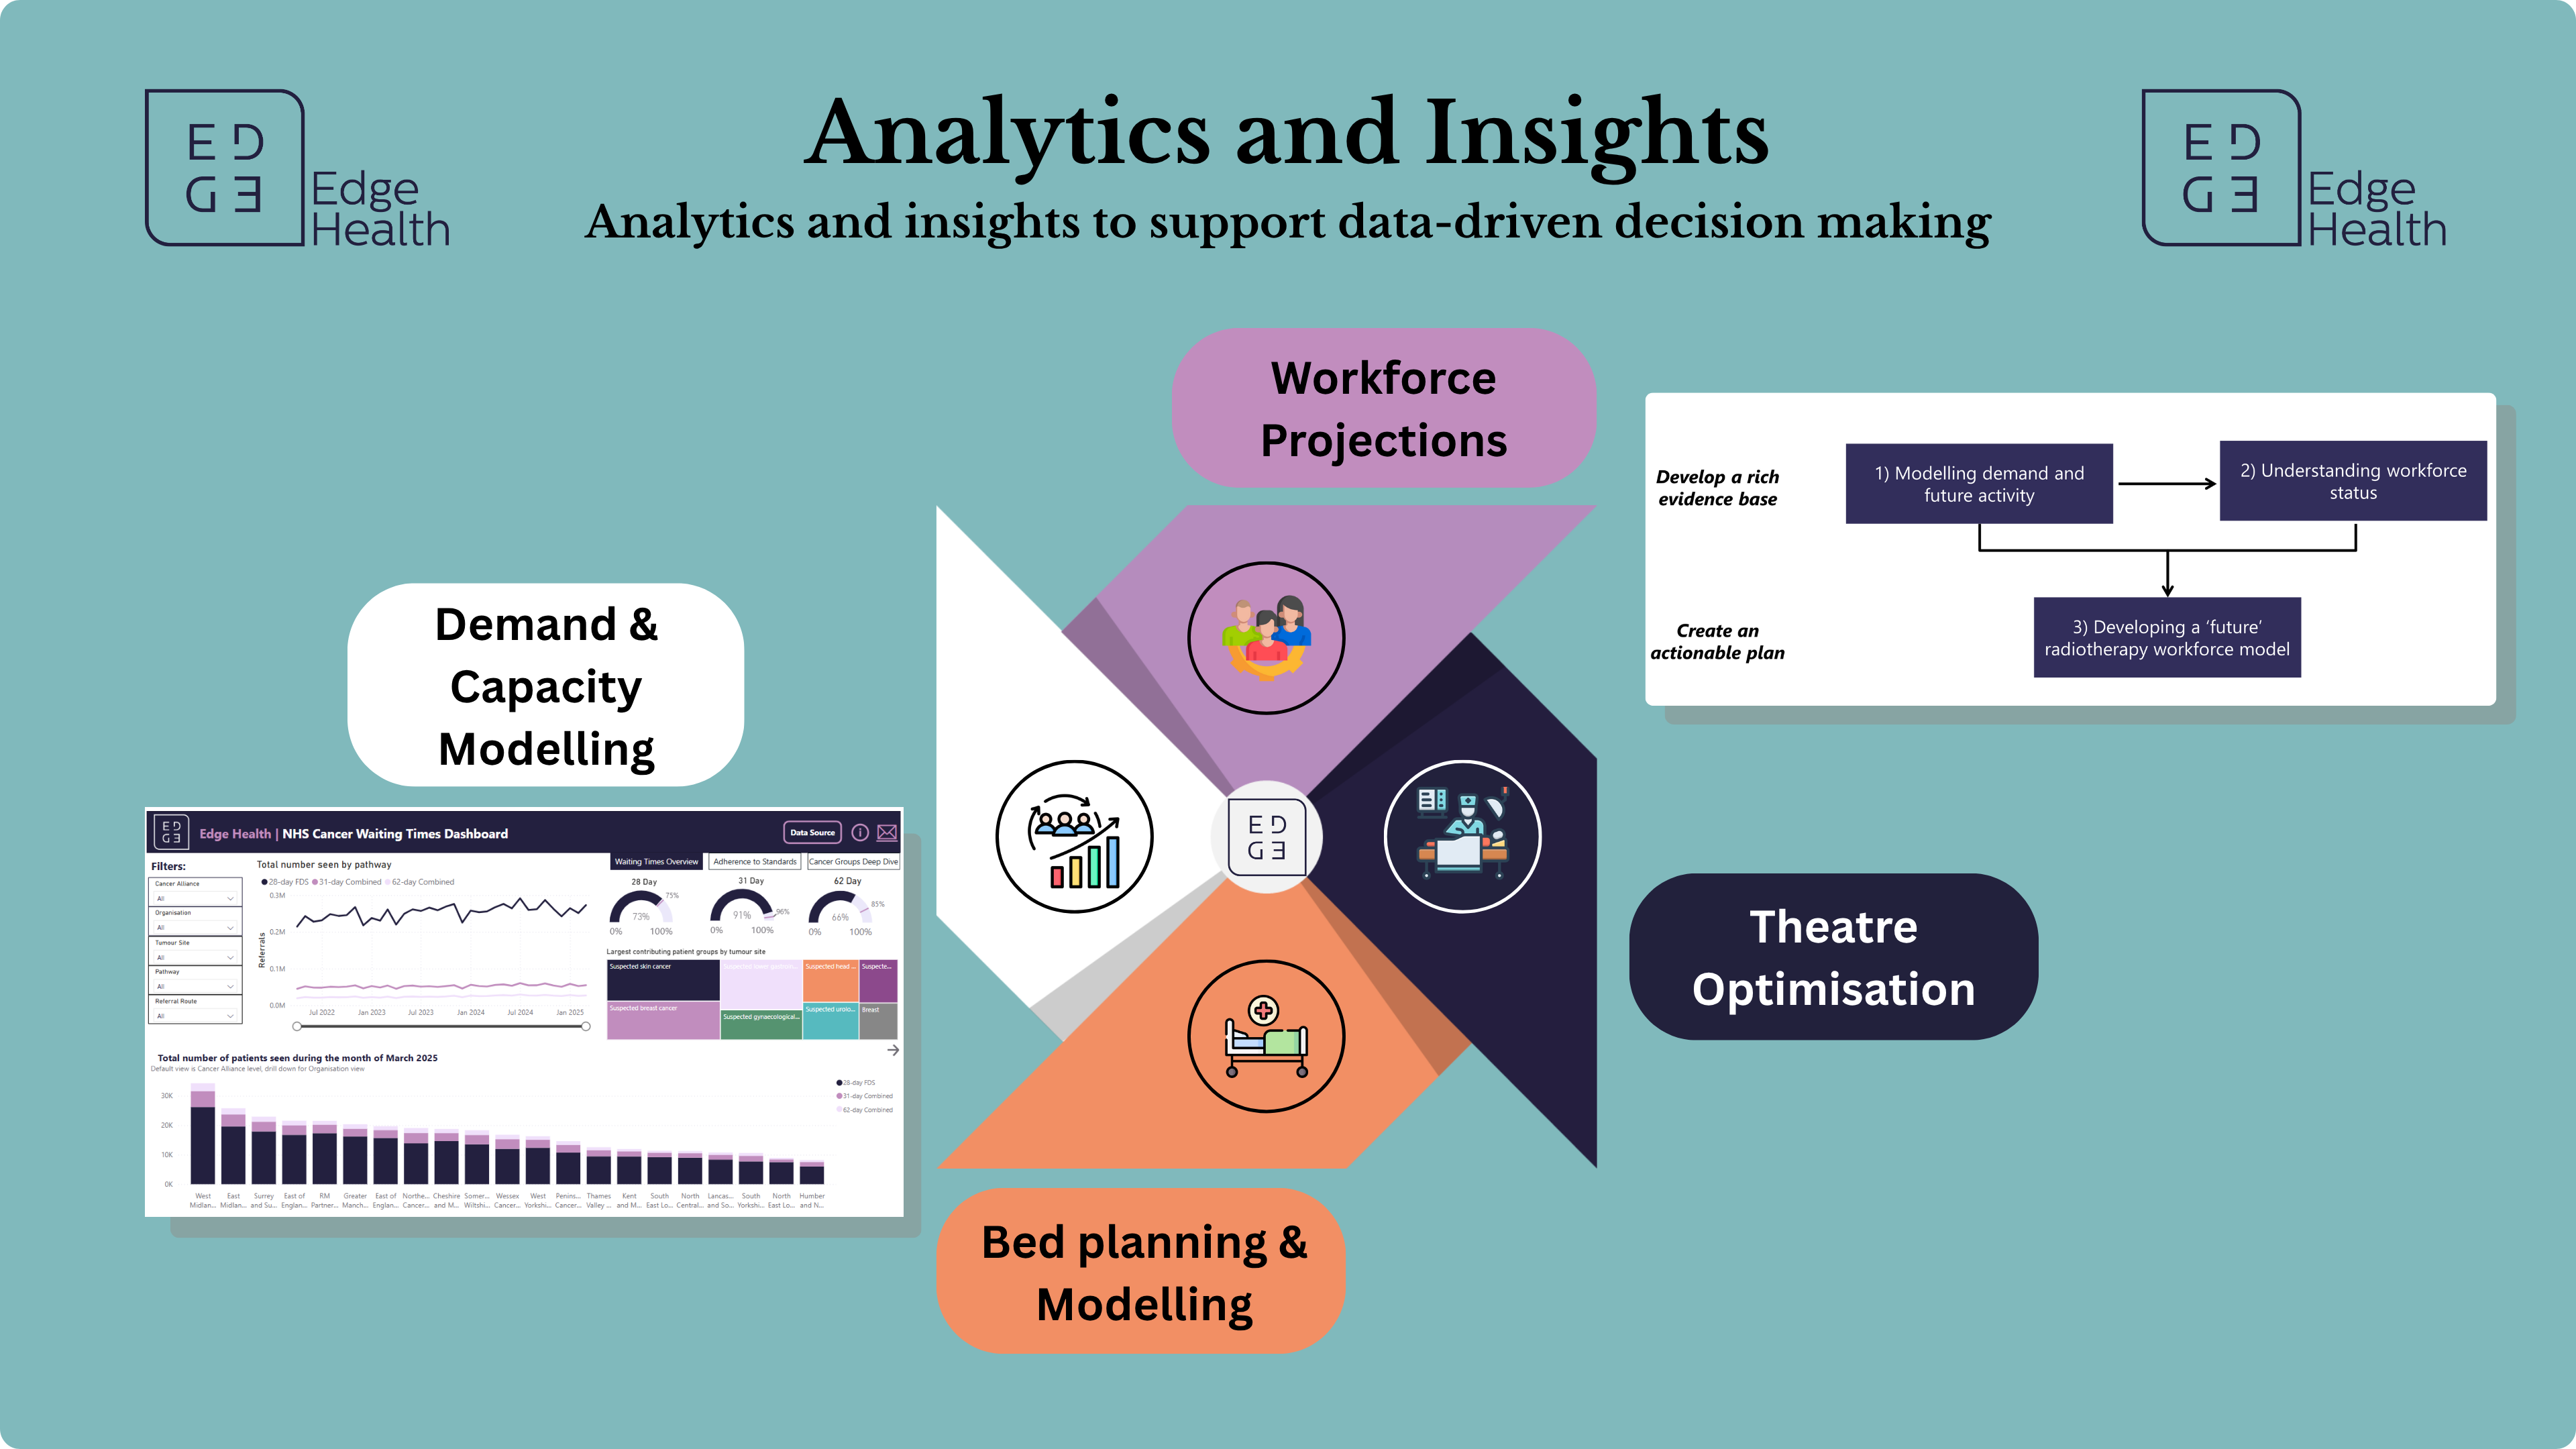 E D
G E
Edge
Health
Analytics and Insights
Analytics and insights to support data-driven decision making
E D
G E
Edge
Health
Workforce
Projections
Develop a rich
evidence base
1) Modelling demand and
future activity
2) Understanding workforce
status
Create an
actionable plan
3) Developing a ‘future’
radiotherapy workforce model
Demand &
Capacity
Modelling
E D
G E
Edge Health | NHS Cancer Waiting Times Dashboard
Data Source
Filters:
Cancer Alliance
All
Organisation
All
Tumour Site
All
Pathway
All
Referral Route
All
Total number seen by pathway
28-day FDS 31-day Combined 62-day Combined
Referrals
0.3M
0.2M
0.1M
0.0M
Jul 2022 Jan 2023 Jul 2023 Jan 2024 Jul 2024 Jan 2025
Waiting Times Overview Adherence to Standards Cancer Groups Deep Dive
28 Day 31 Day 62 Day
75% 96% 85%
73% 91% 66%
0% 100% 0% 100% 0% 100%
Largest contributing patient groups by tumour site
Suspected skin cancer
Suspected head ...
Suspecte...
Suspected breast cancer
Suspected gynaecological...
Suspected urolo...
Breast
Total number of patients seen during the month of March 2025
Default view is Cancer Alliance level, drill down for Organisation view
28-day FDS
31-day Combined
62-day Combined
30K
20K
10K
0K
West Midlan...
East Midlan...
Surrey and Su...
East of Englan...
RM Partner...
Greater Manch...
East of Englan...
Northe... Cancer...
Cheshire and M...
Somer... Wiltshi...
Wessex Cancer...
West Yorkshi...
Penins... Cancer...
Thames Valley ...
Kent and M...
South East Lo...
North Central...
Lancas... and So...
South Yorkshi...
North East Lo...
Humber and N...
E D
G E
Theatre
Optimisation
Bed planning &
Modelling